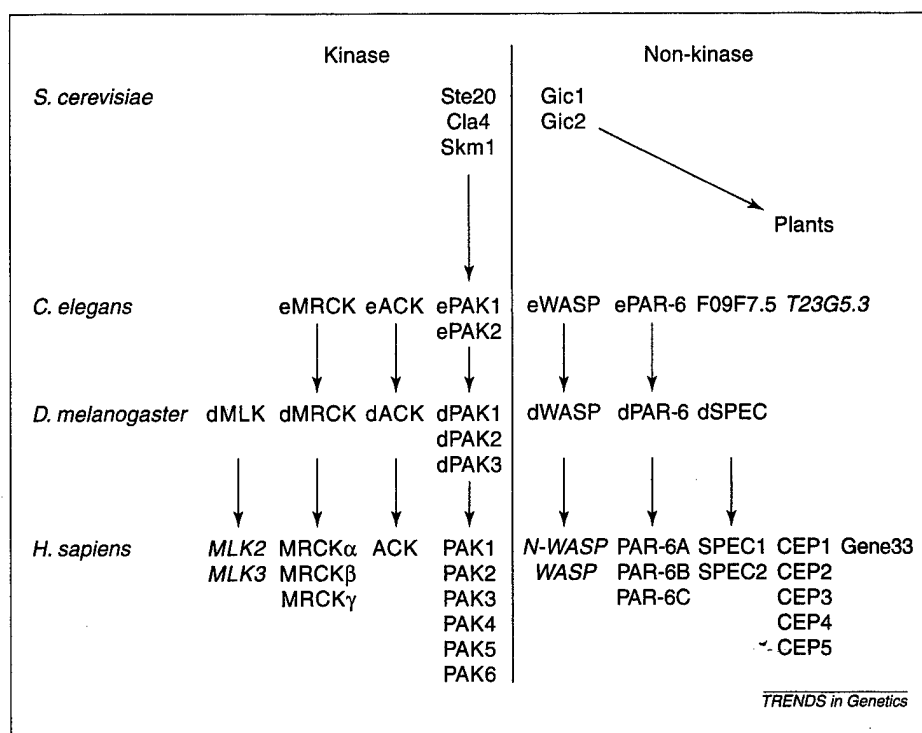 Kinase Non-kinase
S. cerevisiae Ste20 Gic1
Cla4 Gic2
Skm1
Plants
C. elegans eMRCK eACK ePAK1 eWASP ePAR-6 F09F7.5 T23G5.3
ePAK2
D. melanogaster dMLK dMRCK dACK dPAK1 dWASP dPAR-6 dSPEC
dPAK2
dPAK3
H. sapiens MLK2 MRCKα ACK PAK1 N-WASP PAR-6A SPEC1 CEP1 Gene33
MLK3 MRCKβ PAK2 WASP PAR-6B SPEC2 CEP2
MRCKγ PAK3 PAR-6C CEP3
PAK4 CEP4
PAK5 CEP5
PAK6
TRENDS in Genetics